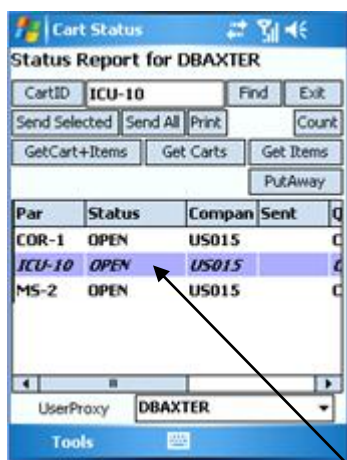 Cart Status
Status Report for DBAXTER
CartID ICU-10 Find Exit
Send Selected Send All Print Count
GetCart+Items Get Carts Get Items
PutAway
Par Status Compan Sent Q
COR-1 OPEN US015 C
ICU-10 OPEN US015
MS-2 OPEN US015 C
UserProxy DBAXTER
Tools